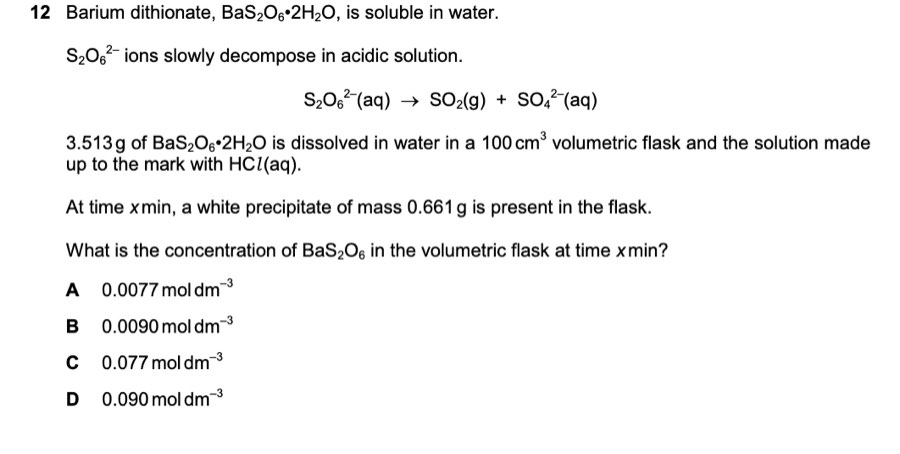 12 Barium dithionate, BaS₂O₆•2H₂O, is soluble in water.
S₂O₆²⁻ ions slowly decompose in acidic solution.
S₂O₆²⁻(aq) → SO₂(g) + SO₄²⁻(aq)
3.513 g of BaS₂O₆•2H₂O is dissolved in water in a 100 cm³ volumetric flask and the solution made
up to the mark with HCl(aq).
At time x min, a white precipitate of mass 0.661 g is present in the flask.
What is the concentration of BaS₂O₆ in the volumetric flask at time x min?
A 0.0077 mol dm⁻³
B 0.0090 mol dm⁻³
C 0.077 mol dm⁻³
D 0.090 mol dm⁻³